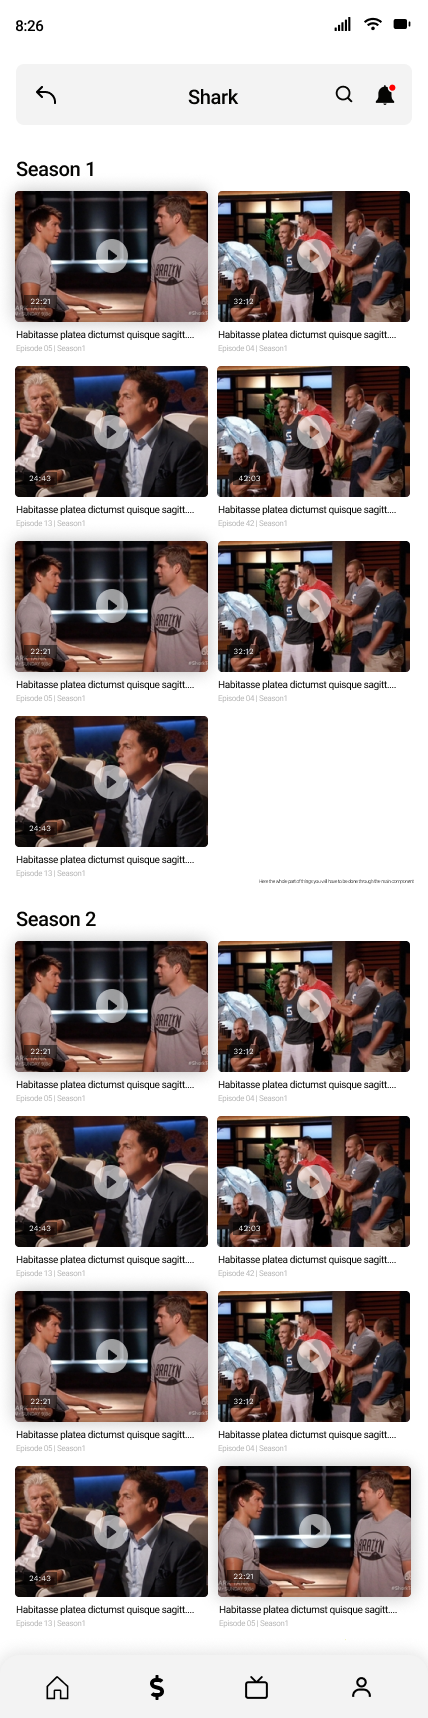 8:26
Shark
Season 1
22:21
32:12
Habitasse platea dictumst quisque sagitt....
Habitasse platea dictumst quisque sagitt....
Episode 05 | Season1
Episode 04 | Season1
24:43
42:03
Habitasse platea dictumst quisque sagitt....
Habitasse platea dictumst quisque sagitt....
Episode 13 | Season1
Episode 42 | Season1
22:21
32:12
Habitasse platea dictumst quisque sagitt....
Habitasse platea dictumst quisque sagitt....
Episode 05 | Season1
Episode 04 | Season1
24:43
Habitasse platea dictumst quisque sagitt....
Episode 13 | Season1
Here the whole part of things you will have to be done through the main component
Season 2
22:21
32:12
Habitasse platea dictumst quisque sagitt....
Habitasse platea dictumst quisque sagitt....
Episode 05 | Season1
Episode 04 | Season1
24:43
42:03
Habitasse platea dictumst quisque sagitt....
Habitasse platea dictumst quisque sagitt....
Episode 13 | Season1
Episode 42 | Season1
22:21
32:12
Habitasse platea dictumst quisque sagitt....
Habitasse platea dictumst quisque sagitt....
Episode 05 | Season1
Episode 04 | Season1
24:43
22:21
Habitasse platea dictumst quisque sagitt....
Habitasse platea dictumst quisque sagitt....
Episode 13 | Season1
Episode 05 | Season1